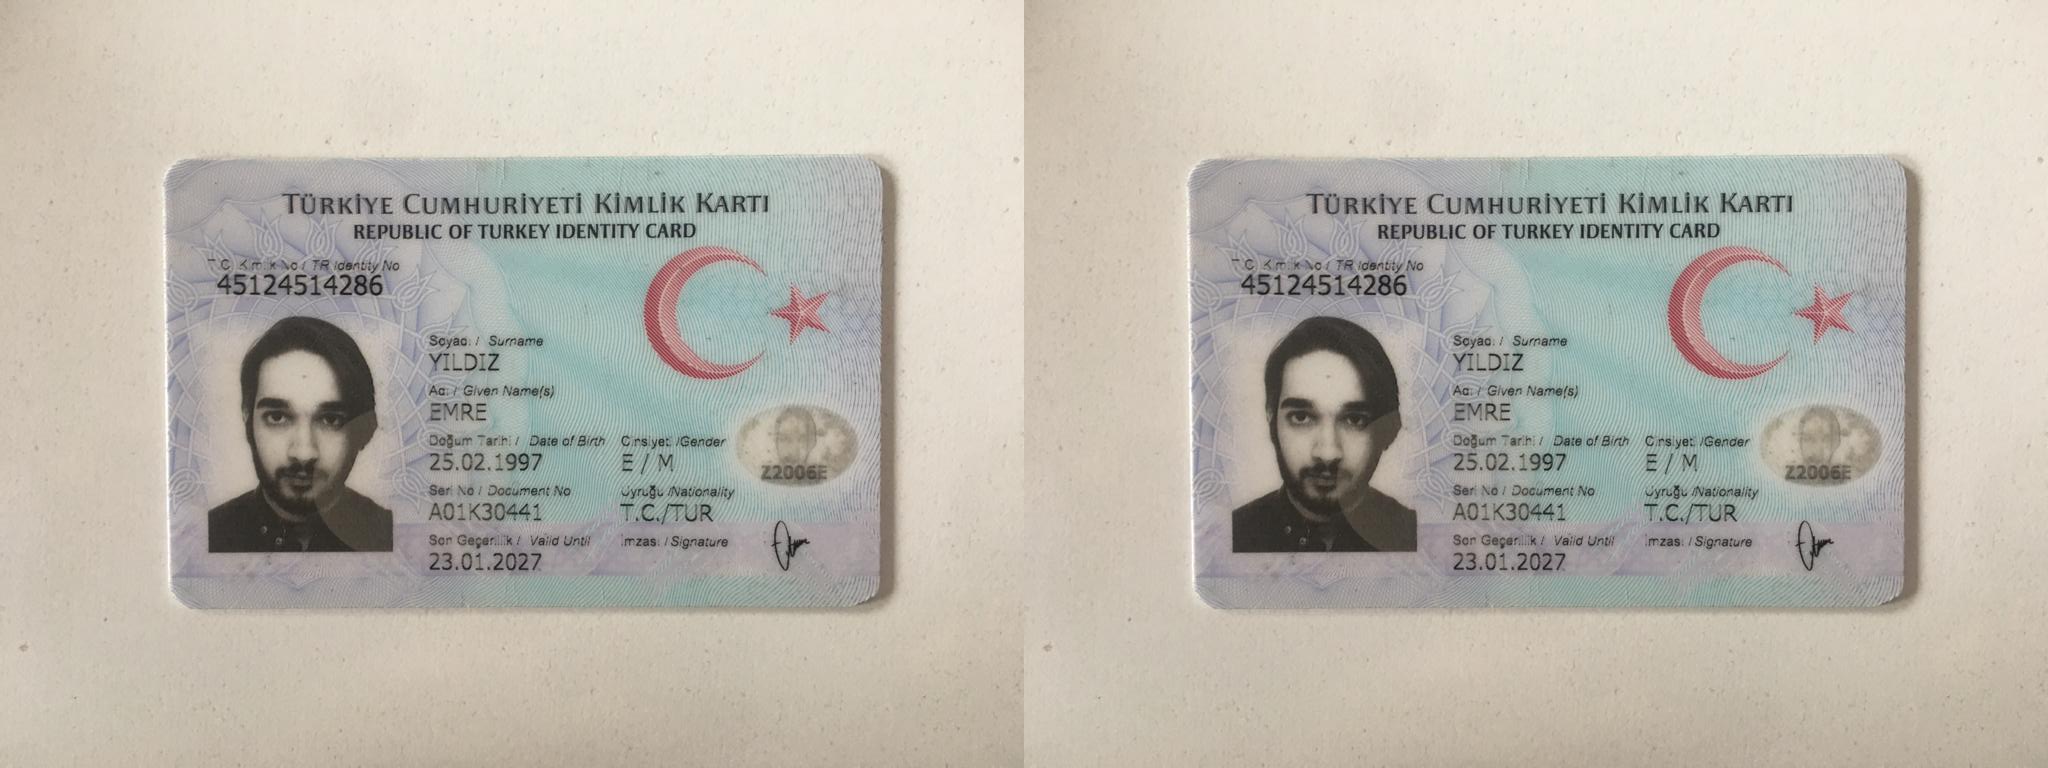 TÜRKİYE CUMHURİYETİ KİMLİK KARTI
REPUBLIC OF TURKEY IDENTITY CARD
T.C. Kimlik No / TR Identity No
45124514286
Soyadı / Surname
YILDIZ
Adı / Given Name(s)
EMRE
Doğum Tarihi / Date of Birth Cinsiyeti /Gender
25.02.1997 E / M
Z2006E
Seri No / Document No Uyruğu /Nationality
A01K30441 T.C./TUR
Son Geçerlilik / Valid Until İmzası / Signature
23.01.2027
TÜRKİYE CUMHURİYETİ KİMLİK KARTI
REPUBLIC OF TURKEY IDENTITY CARD
T.C. Kimlik No / TR Identity No
45124514286
Soyadı / Surname
YILDIZ
Adı / Given Name(s)
EMRE
Doğum Tarihi / Date of Birth Cinsiyeti /Gender
25.02.1997 E / M
Z2006E
Seri No / Document No Uyruğu /Nationality
A01K30441 T.C./TUR
Son Geçerlilik / Valid Until İmzası / Signature
23.01.2027